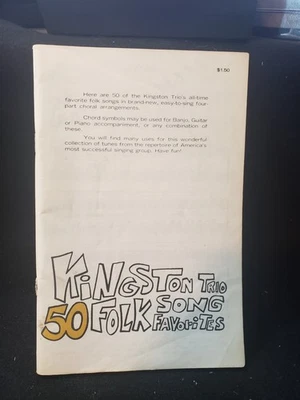 $1.50
Here are 50 of the Kingston Trio's all-time
favorite folk songs in brand-new, easy-to-sing four-
part choral arrangements.
Chord symbols may be used for Banjo, Guitar
or Piano accompaniment, or any combination of
these.
You will find many uses for this wonderful
collection of tunes from the repertoire of America's
most successful singing group. Have fun!
KiNGSTON TRIO
50 FOLK SONG
FAVORiTES